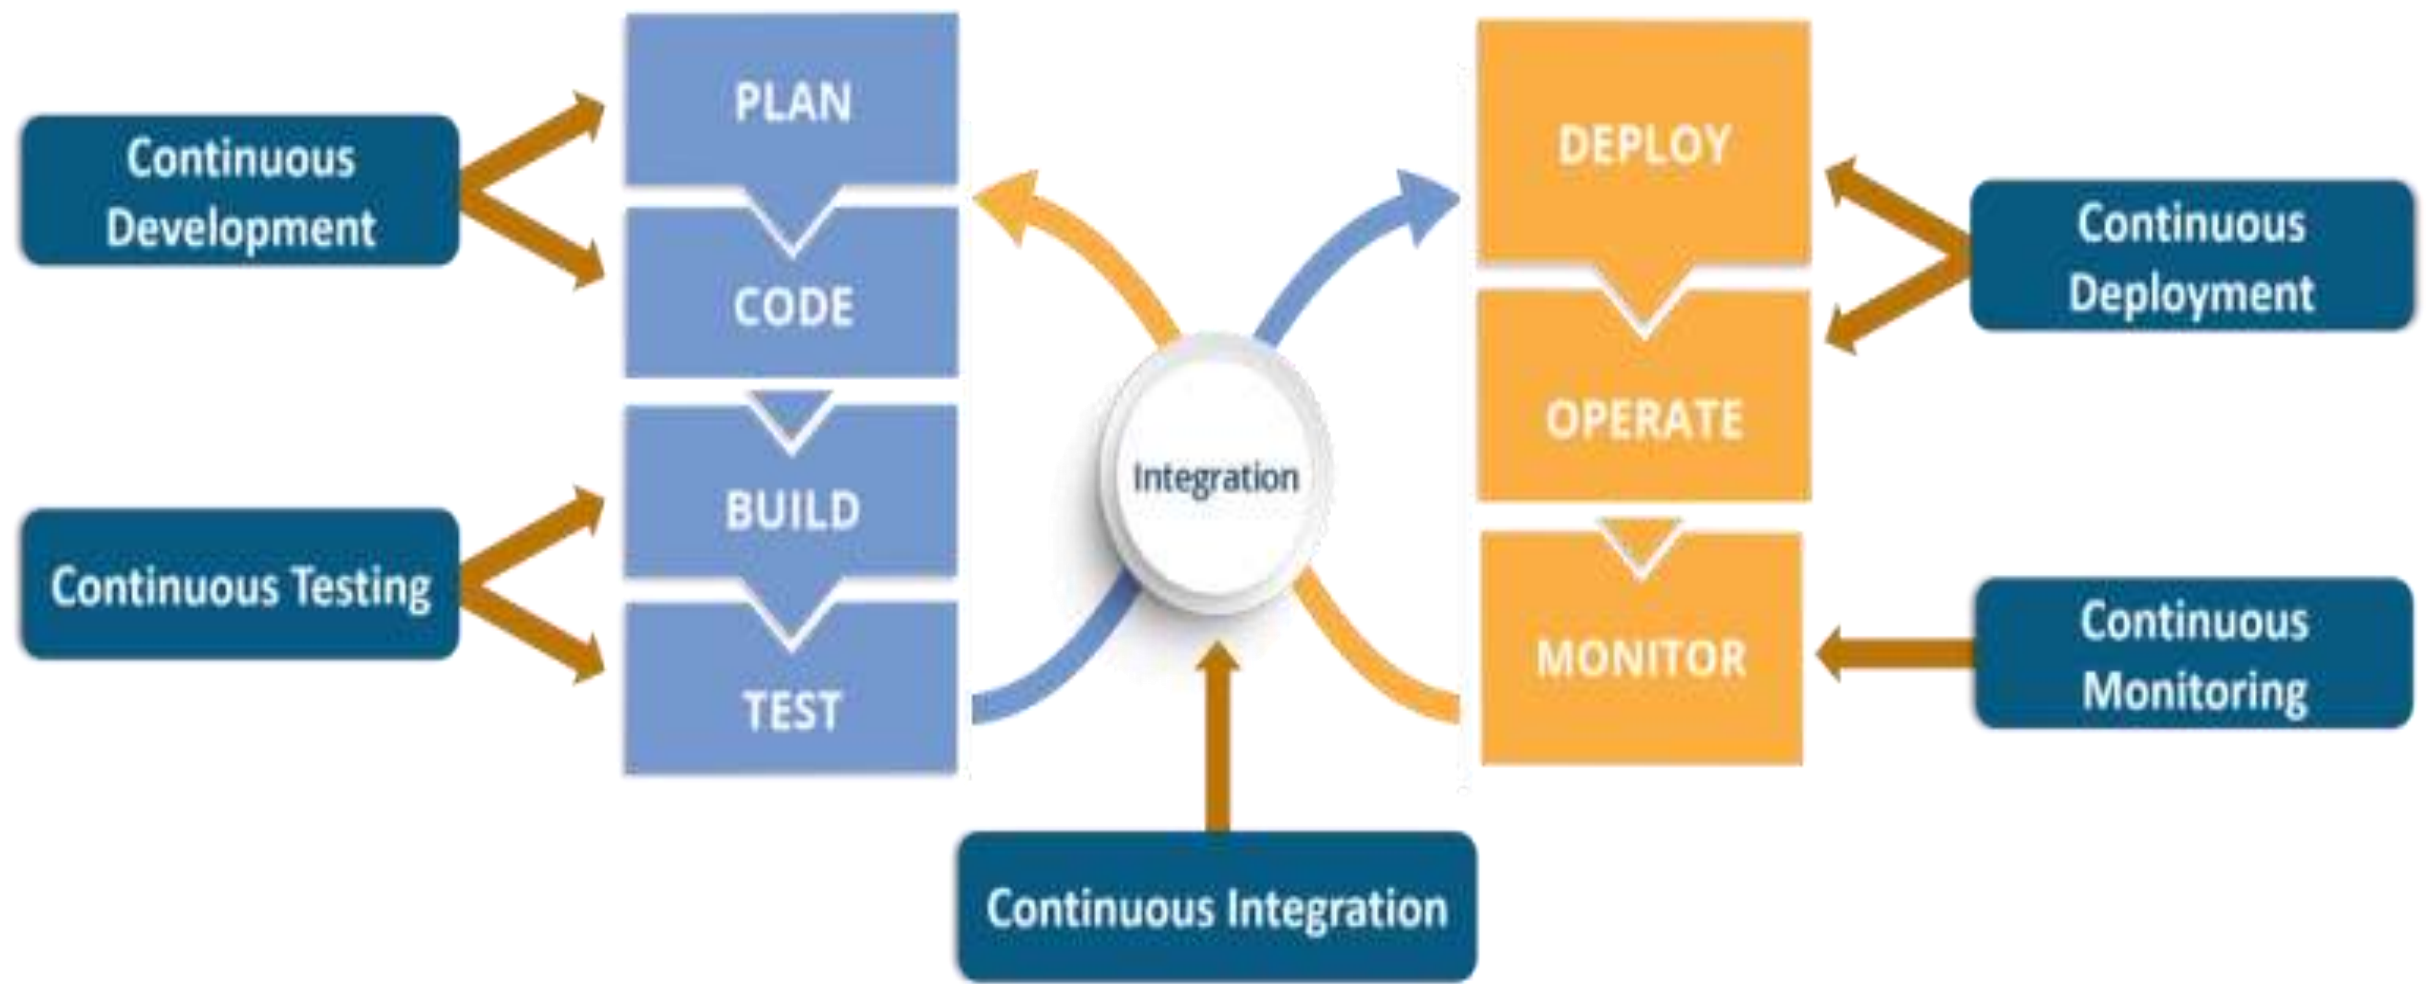 PLAN
DEPLOY
Continuous
Development
CODE
Continuous
Deployment
OPERATE
Integration
BUILD
Continuous Testing
MONITOR
Continuous
Monitoring
TEST
Continuous Integration